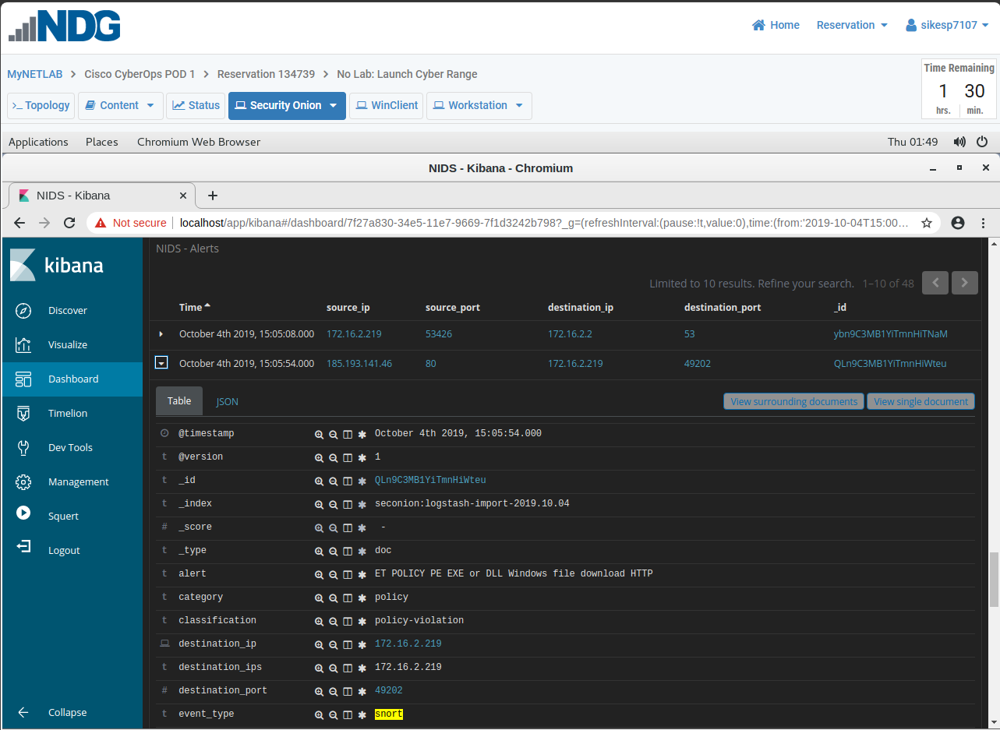 NDG
Home Reservation sikesp7107
MyNETLAB > Cisco CyberOps POD 1 > Reservation 134739 > No Lab: Launch Cyber Range
Time Remaining
1 30
hrs. min.
>_ Topology Content Status Security Onion WinClient Workstation
Applications Places Chromium Web Browser Thu 01:49
NIDS - Kibana - Chromium
NIDS - Kibana
Not secure localhost/app/kibana#/dashboard/7f27a830-34e5-11e7-9669-7f1d3242b798?_g=(refreshInterval:(pause:!t,value:0),time:(from:'2019-10-04T15:00...
kibana
Discover
Visualize
Dashboard
Timelion
Dev Tools
Management
Squert
Logout
Collapse
NIDS - Alerts
Limited to 10 results. Refine your search. 1–10 of 48
Time source_ip source_port destination_ip destination_port _id
October 4th 2019, 15:05:08.000 172.16.2.219 53426 172.16.2.2 53 ybn9C3MB1YiTmnHiTNaM
October 4th 2019, 15:05:54.000 185.193.141.46 80 172.16.2.219 49202 QLn9C3MB1YiTmnHiWteu
Table JSON View surrounding documents View single document
@timestamp October 4th 2019, 15:05:54.000
t @version 1
t _id QLn9C3MB1YiTmnHiWteu
t _index seconion:logstash-import-2019.10.04
# _score -
t _type doc
t alert ET POLICY PE EXE or DLL Windows file download HTTP
t category policy
t classification policy-violation
destination_ip 172.16.2.219
t destination_ips 172.16.2.219
# destination_port 49202
t event_type snort